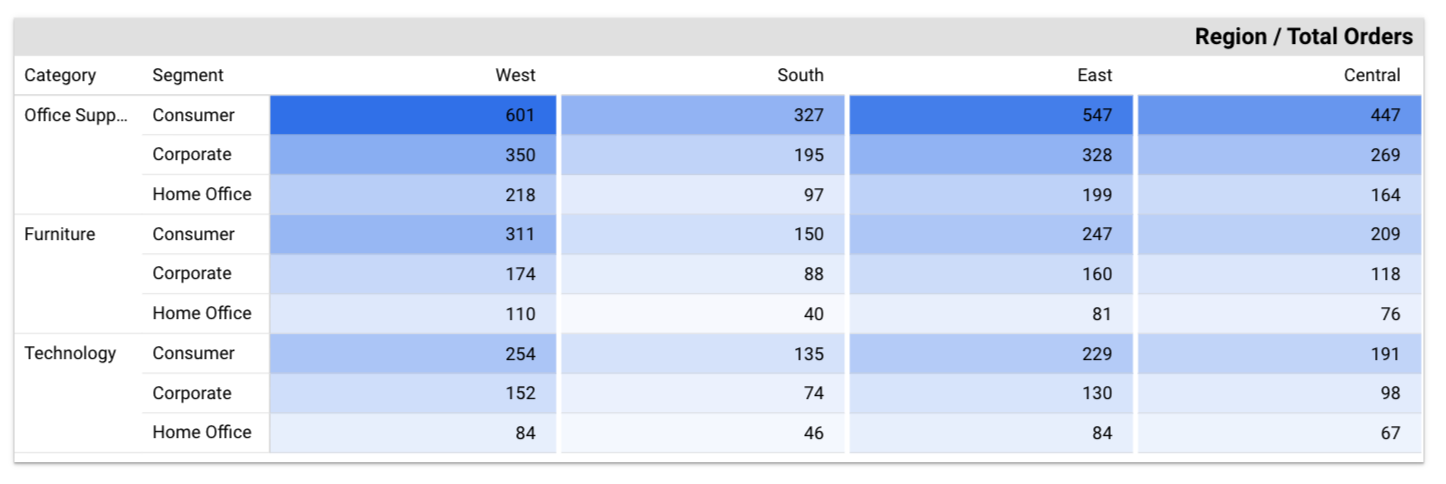 Region / Total Orders
Category Segment West South East Central
Office Supp... Consumer 601 327 547 447
Corporate 350 195 328 269
Home Office 218 97 199 164
Furniture Consumer 311 150 247 209
Corporate 174 88 160 118
Home Office 110 40 81 76
Technology Consumer 254 135 229 191
Corporate 152 74 130 98
Home Office 84 46 84 67